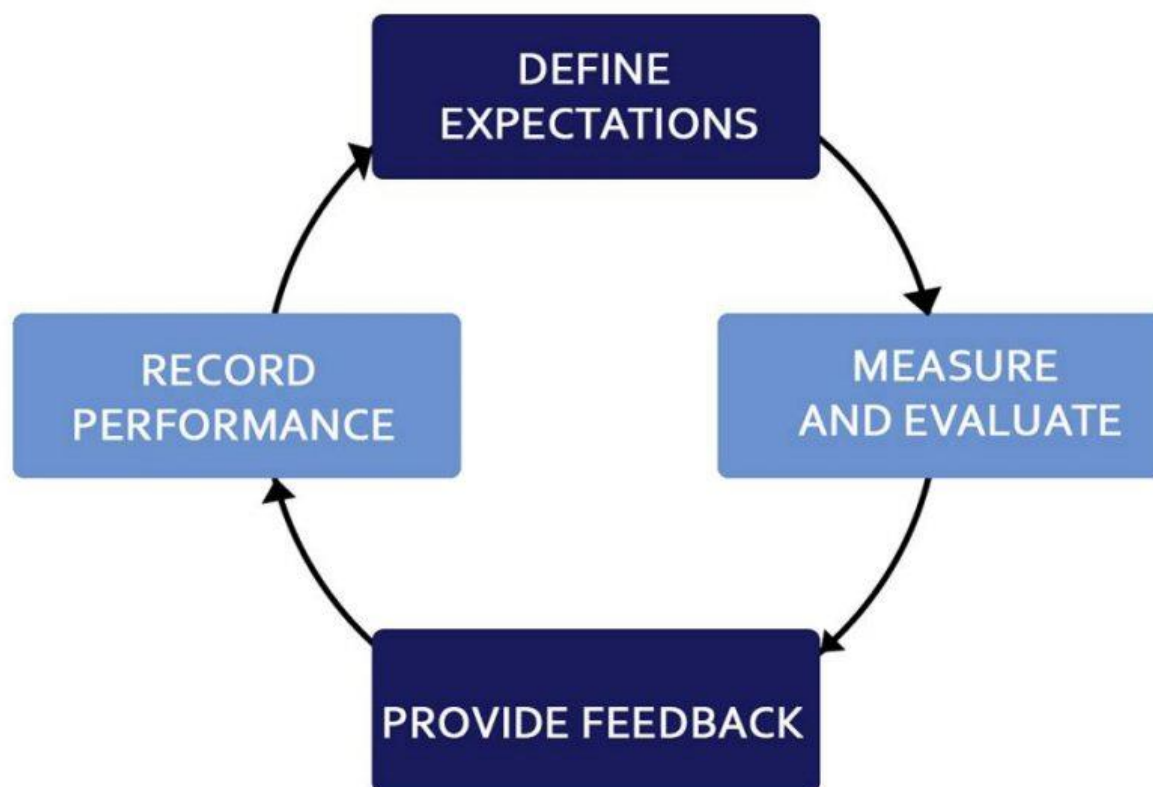 DEFINE
EXPECTATIONS
MEASURE
AND EVALUATE
PROVIDE FEEDBACK
RECORD
PERFORMANCE